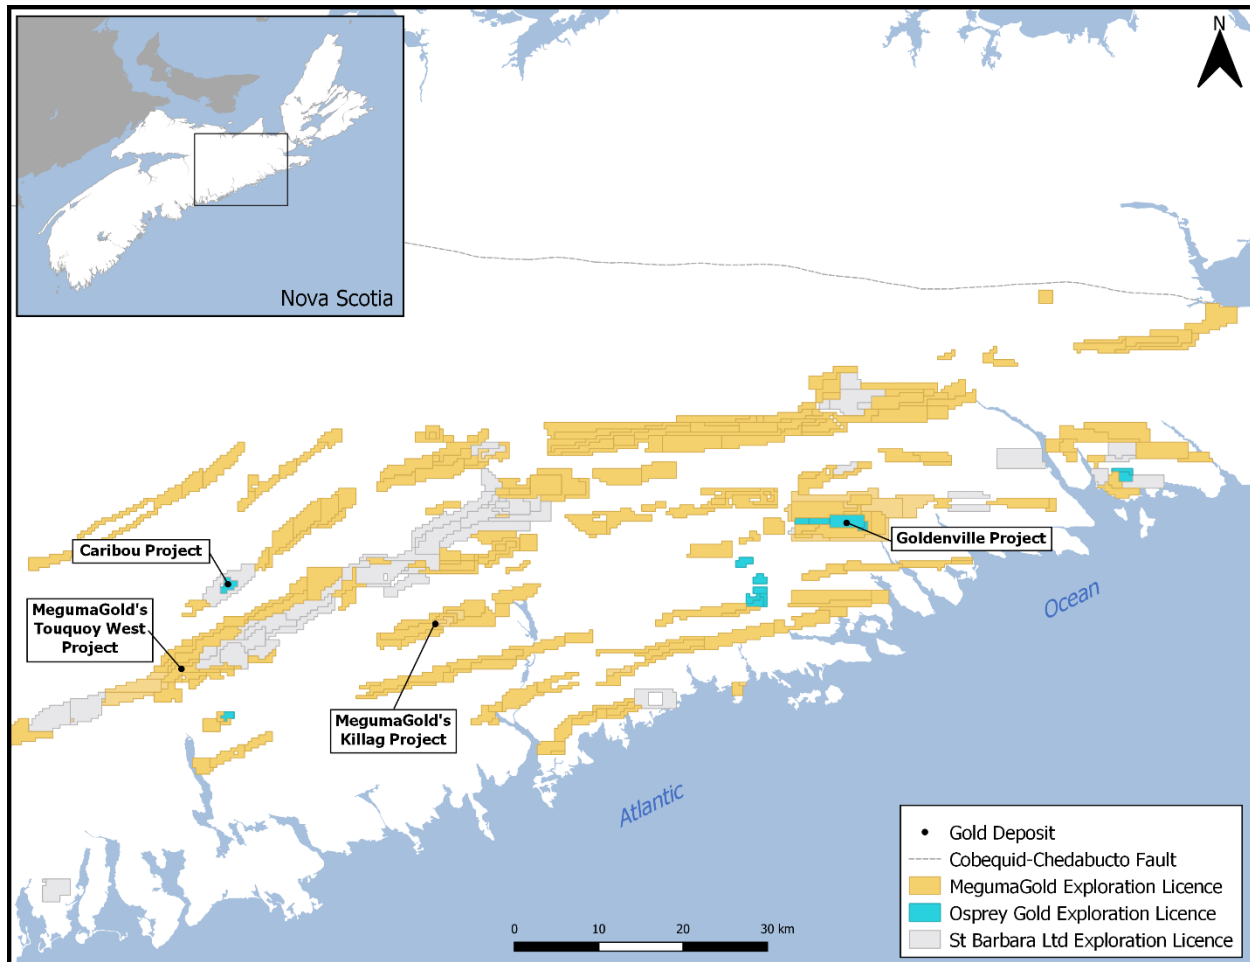 N
Nova Scotia
Caribou Project
Goldenville Project
MegumaGold's
Touquoy West
Project
MegumaGold's
Killag Project
Ocean
Atlantic
Gold Deposit
Cobequid-Chedabucto Fault
MegumaGold Exploration Licence
Osprey Gold Exploration Licence
St Barbara Ltd Exploration Licence
0 10 20 30 km